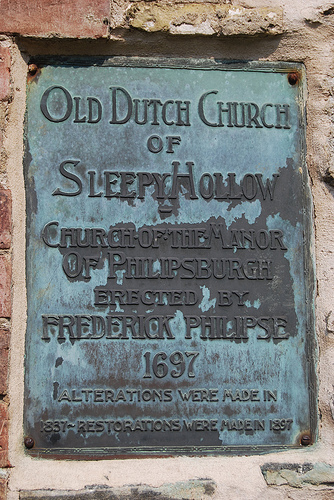 OLD DUTCH CHURCH
OF
SLEEPY HOLLOW
CHURCH-OF-THE MANOR
OF PHILIPSBURGH
ERECTED BY
FREDERICK PHILIPSE
1697
ALTERATIONS WERE MADE IN
1837~RESTORATIONS WERE MADE IN 1897